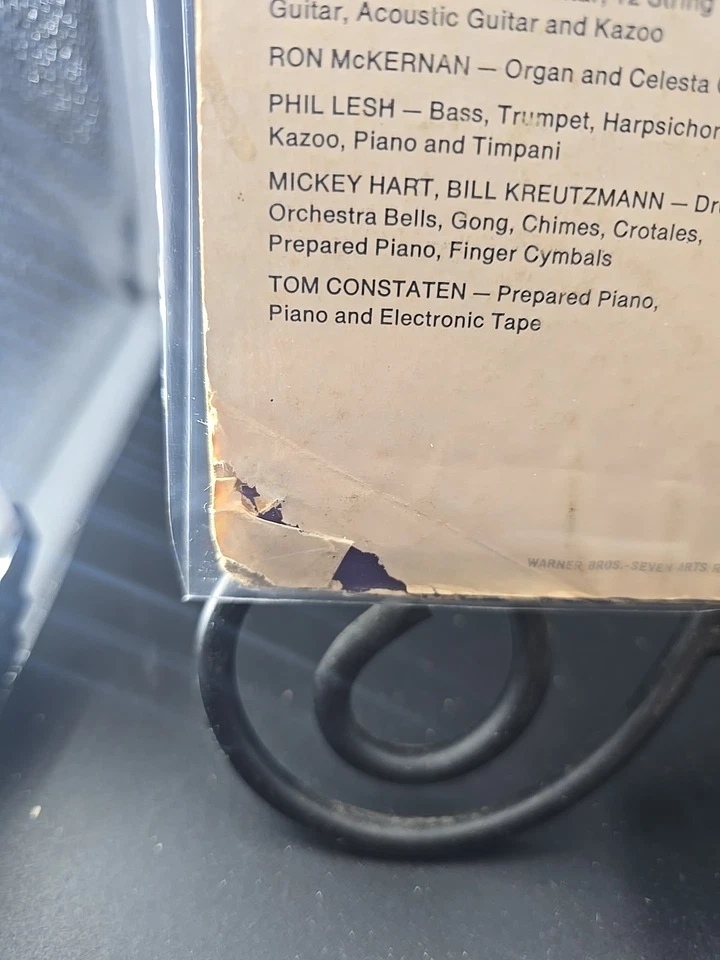 12 String
Guitar, Acoustic Guitar and Kazoo
RON McKERNAN — Organ and Celesta
PHIL LESH — Bass, Trumpet, Harpsichor
Kazoo, Piano and Timpani
MICKEY HART, BILL KREUTZMANN — Dr
Orchestra Bells, Gong, Chimes, Crotales,
Prepared Piano, Finger Cymbals
TOM CONSTATEN — Prepared Piano,
Piano and Electronic Tape
WARNER BROS.-SEVEN ARTS